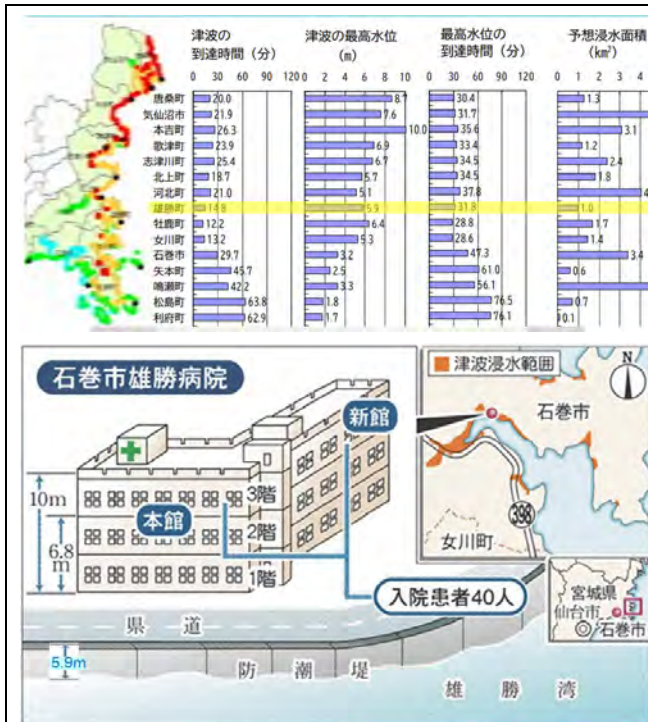 津波の 津波の最高水位 最高水位の 予想浸水面積
到達時間（分） （m） 到達時間（分） （km²）
0 30 60 90 120 0 2 4 6 8 10 0 30 60 90 120 0 1 2 3 4
唐桑町 20.0 8.7 30.4 1.3
気仙沼市 21.9 7.6 31.7
本吉町 26.3 10.0 35.6 3.1
歌津町 23.9 6.9 33.4 1.2
志津川町 25.4 6.7 34.5 2.4
北上町 18.7 5.7 34.5 1.8
河北町 21.0 5.1 37.8 4
雄勝町 14.8 5.9 31.8 1.0
牡鹿町 12.2 6.4 28.8 1.7
女川町 13.2 5.3 28.6 1.4
石巻市 29.7 3.2 47.3 3.4
矢本町 45.7 2.5 61.0 0.6
鳴瀬町 42.2 3.3 56.1
松島町 63.8 1.8 76.5 0.7
利府町 62.9 1.7 76.1 0.1
石巻市雄勝病院
新館
本館
10m
6.8
m
3階
2階
1階
入院患者40人
県道
5.9m
防潮堤
雄勝湾
津波浸水範囲
N
石巻市
398
女川町
宮城県
仙台市
石巻市